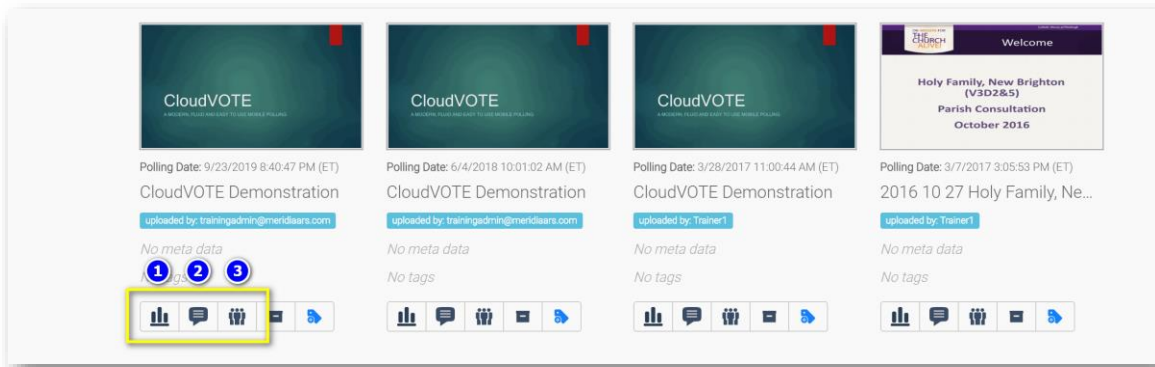 CloudVOTE
A MODERN, FLUID AND EASY TO USE MOBILE POLLING
Polling Date: 9/23/2019 8:40:47 PM (ET)
CloudVOTE Demonstration
uploaded by: trainingadmin@meridiaars.com
No meta data
No tags
1 2 3
CloudVOTE
A MODERN, FLUID AND EASY TO USE MOBILE POLLING
Polling Date: 6/4/2018 10:01:02 AM (ET)
CloudVOTE Demonstration
uploaded by: trainingadmin@meridiaars.com
No meta data
No tags
CloudVOTE
A MODERN, FLUID AND EASY TO USE MOBILE POLLING
Polling Date: 3/28/2017 11:00:44 AM (ET)
CloudVOTE Demonstration
uploaded by: Trainer1
No meta data
No tags
THE
CHURCH
ALIVE!
Welcome
Holy Family, New Brighton
(V3D2&5)
Parish Consultation
October 2016
Polling Date: 3/7/2017 3:05:53 PM (ET)
2016 10 27 Holy Family, Ne...
uploaded by: Trainer1
No meta data
No tags